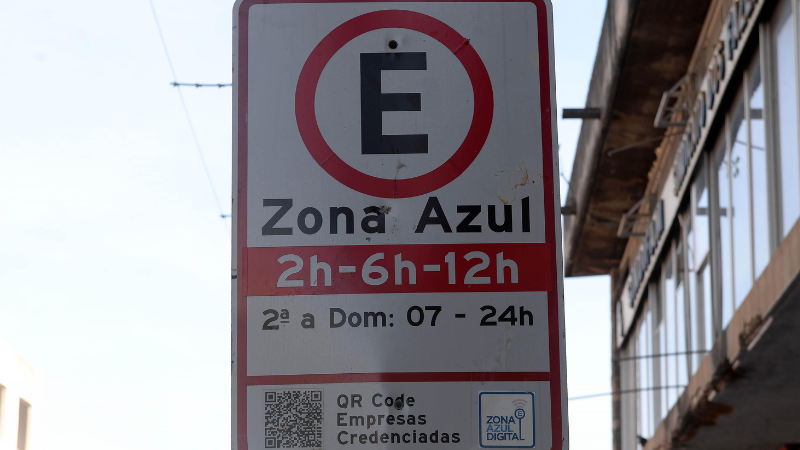 E
Zona Azul
2h-6h-12h
2ª a Dom: 07 - 24h
QR Code
Empresas
Credenciadas
ZONA
AZUL
DIGITAL